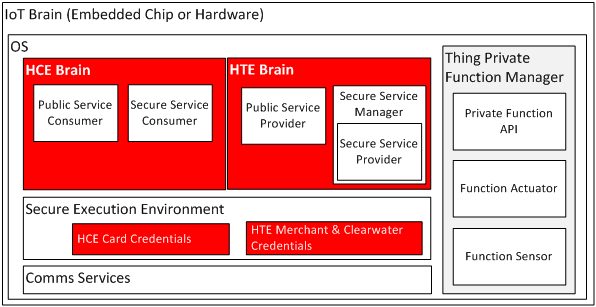 IoT Brain (Embedded Chip or Hardware)
OS
HCE Brain
Public Service
Consumer
Secure Service
Consumer
HTE Brain
Public Service
Provider
Secure Service
Manager
Secure Service
Provider
Secure Execution Environment
HCE Card Credentials
HTE Merchant & Clearwater
Credentials
Comms Services
Thing Private
Function Manager
Private Function
API
Function Actuator
Function Sensor